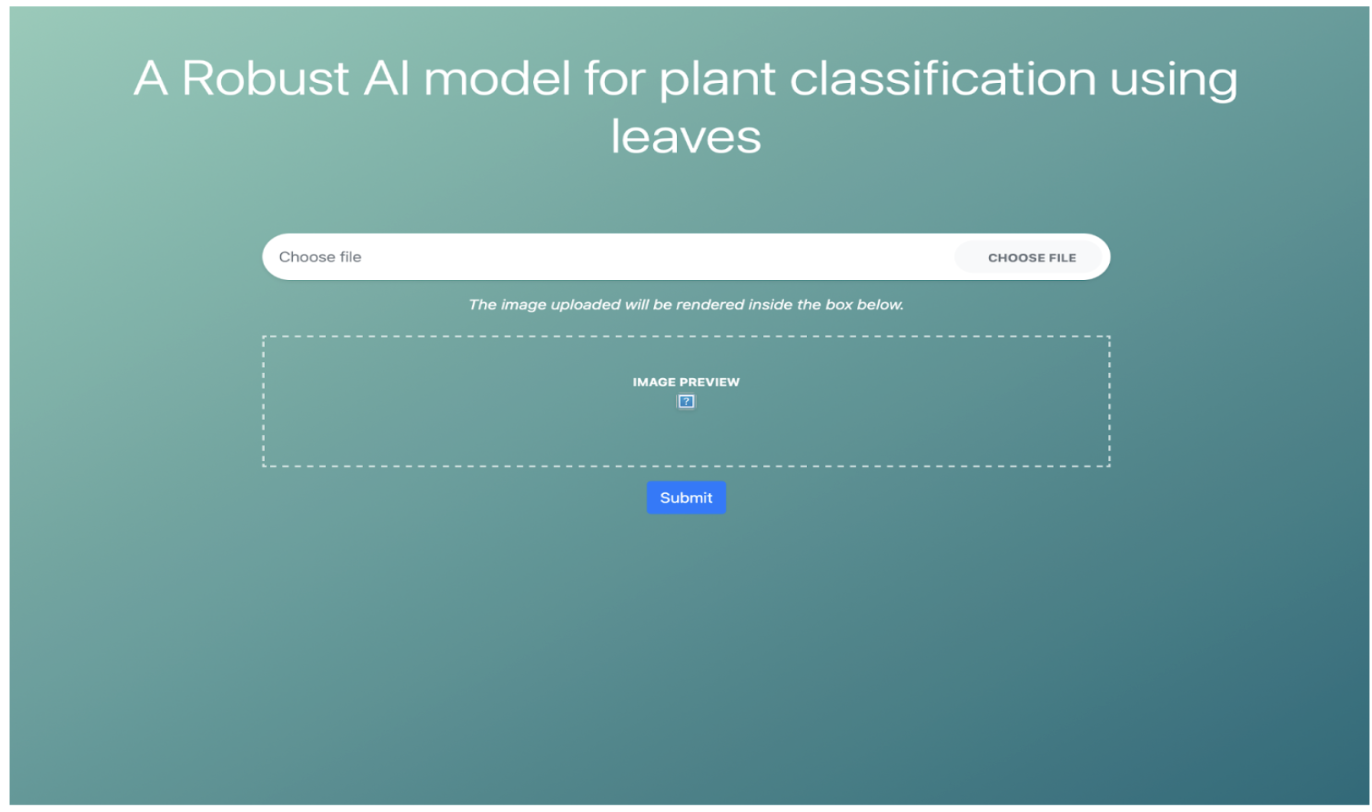 A Robust AI model for plant classification using
leaves
Choose file
CHOOSE FILE
The image uploaded will be rendered inside the box below.
IMAGE PREVIEW
?
Submit